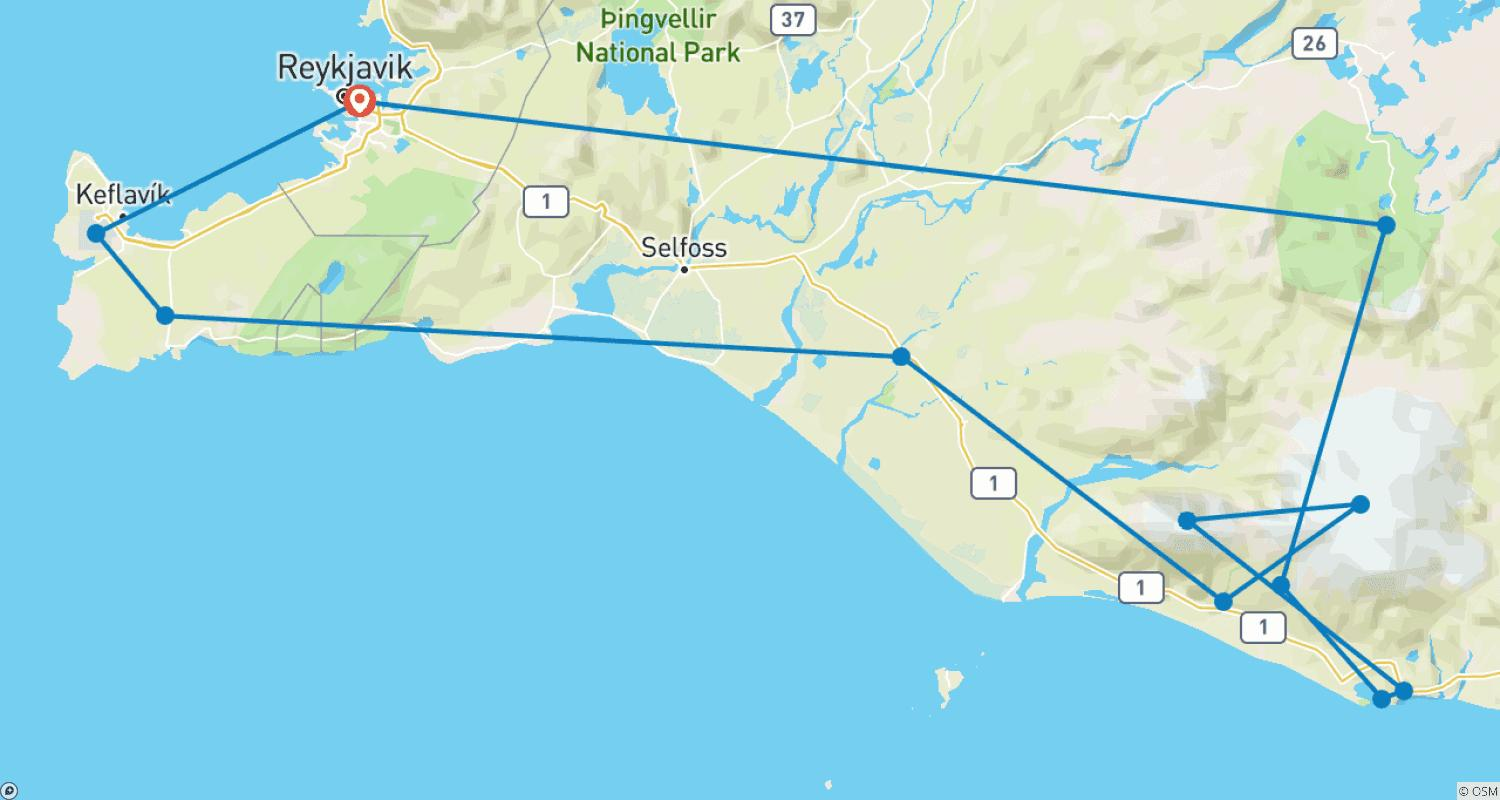 Þingvellir
National Park
37
26
Reykjavik
Keflavík
1
Selfoss
1
1
1
© OSM